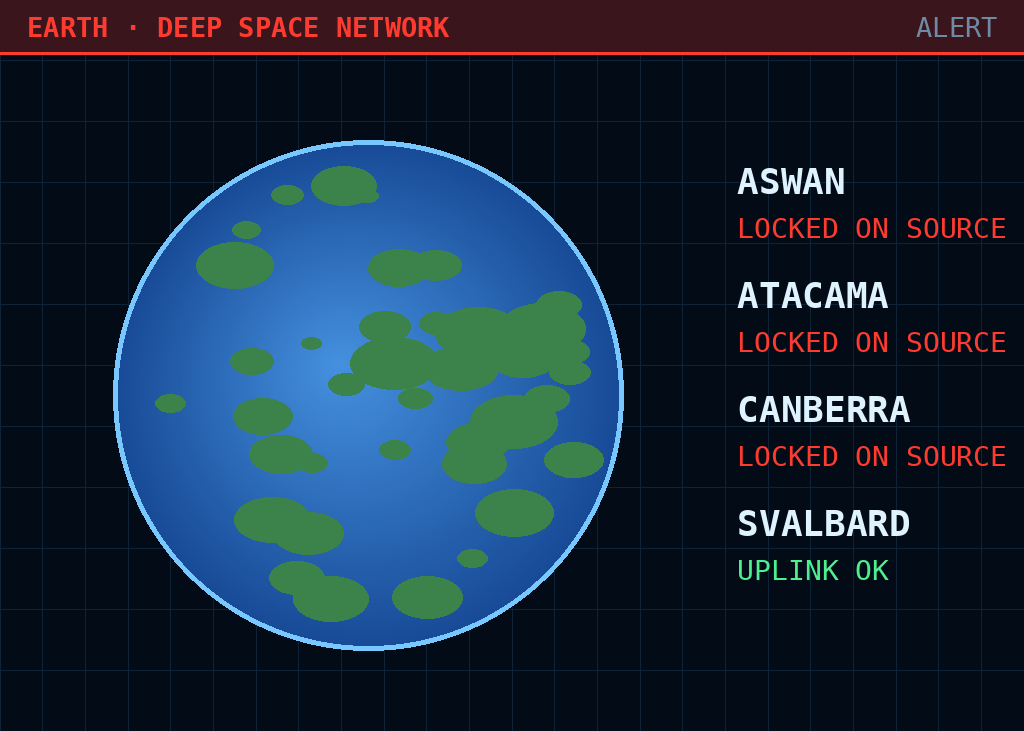 EARTH · DEEP SPACE NETWORK
ALERT
ASWAN
LOCKED ON SOURCE
ATACAMA
LOCKED ON SOURCE
CANBERRA
LOCKED ON SOURCE
SVALBARD
UPLINK OK